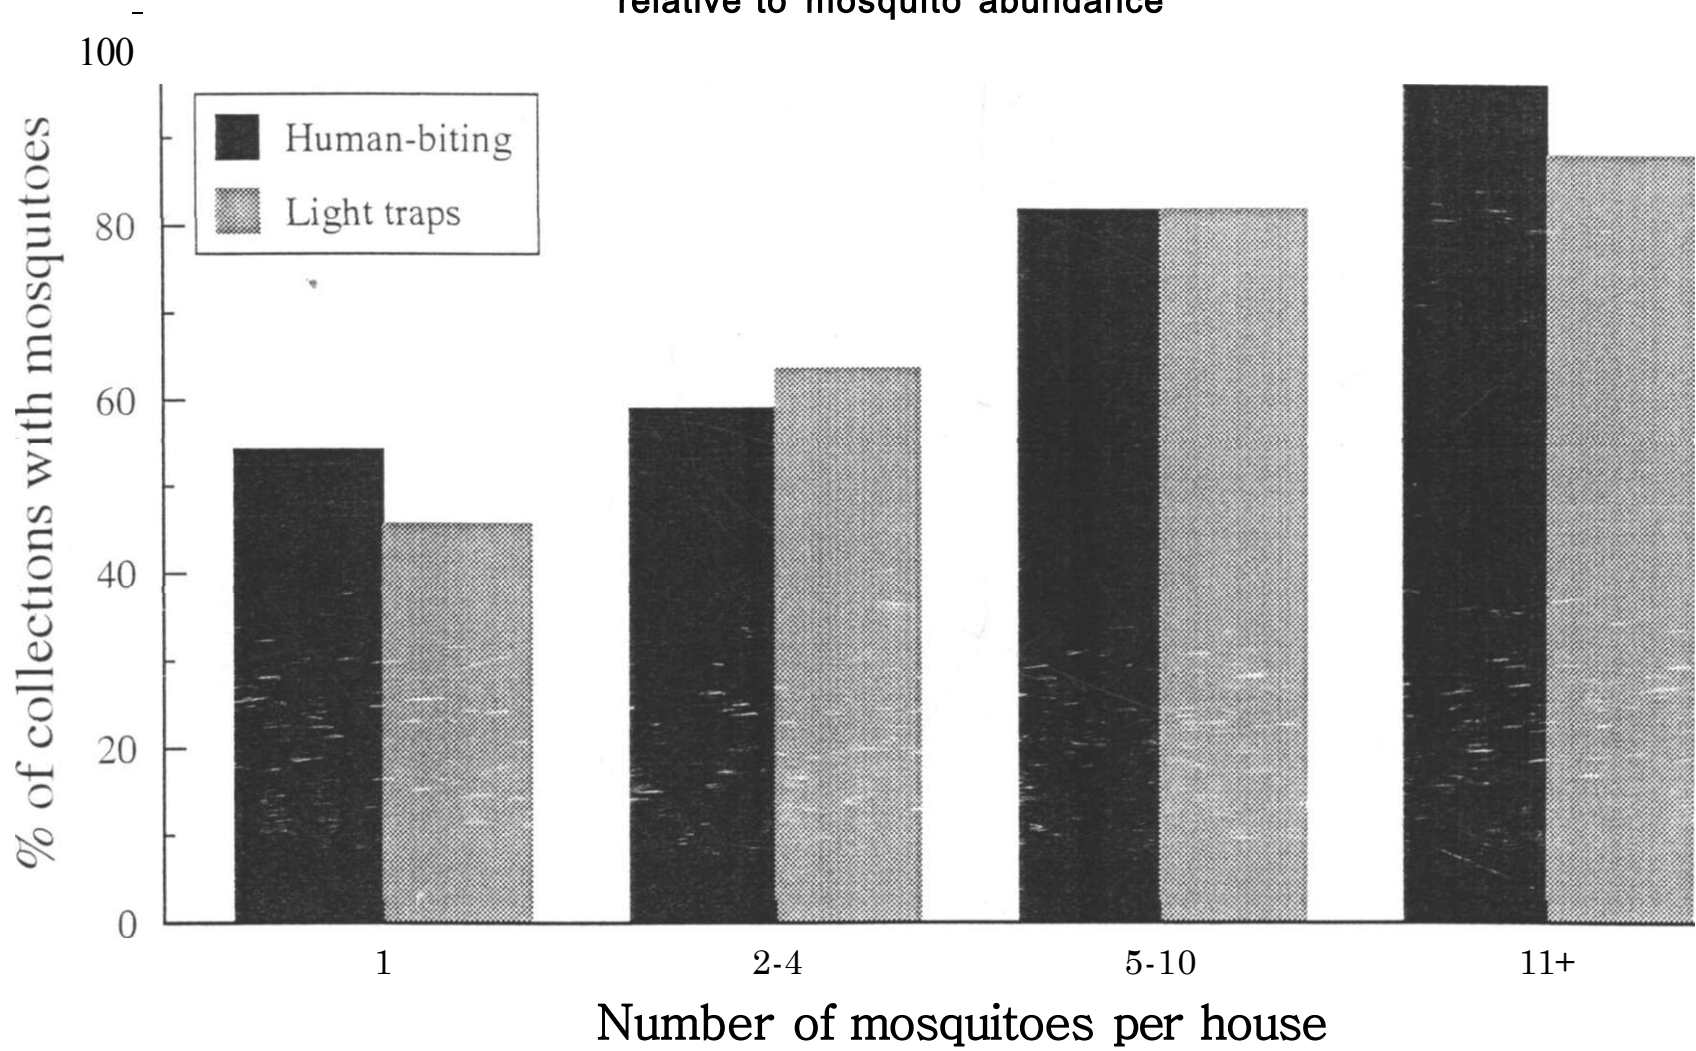 relative to mosquito abundance
100
% of collections with mosquitoes
Human-biting
Light traps
80
60
40
20
0
1 2-4 5-10 11+
Number of mosquitoes per house